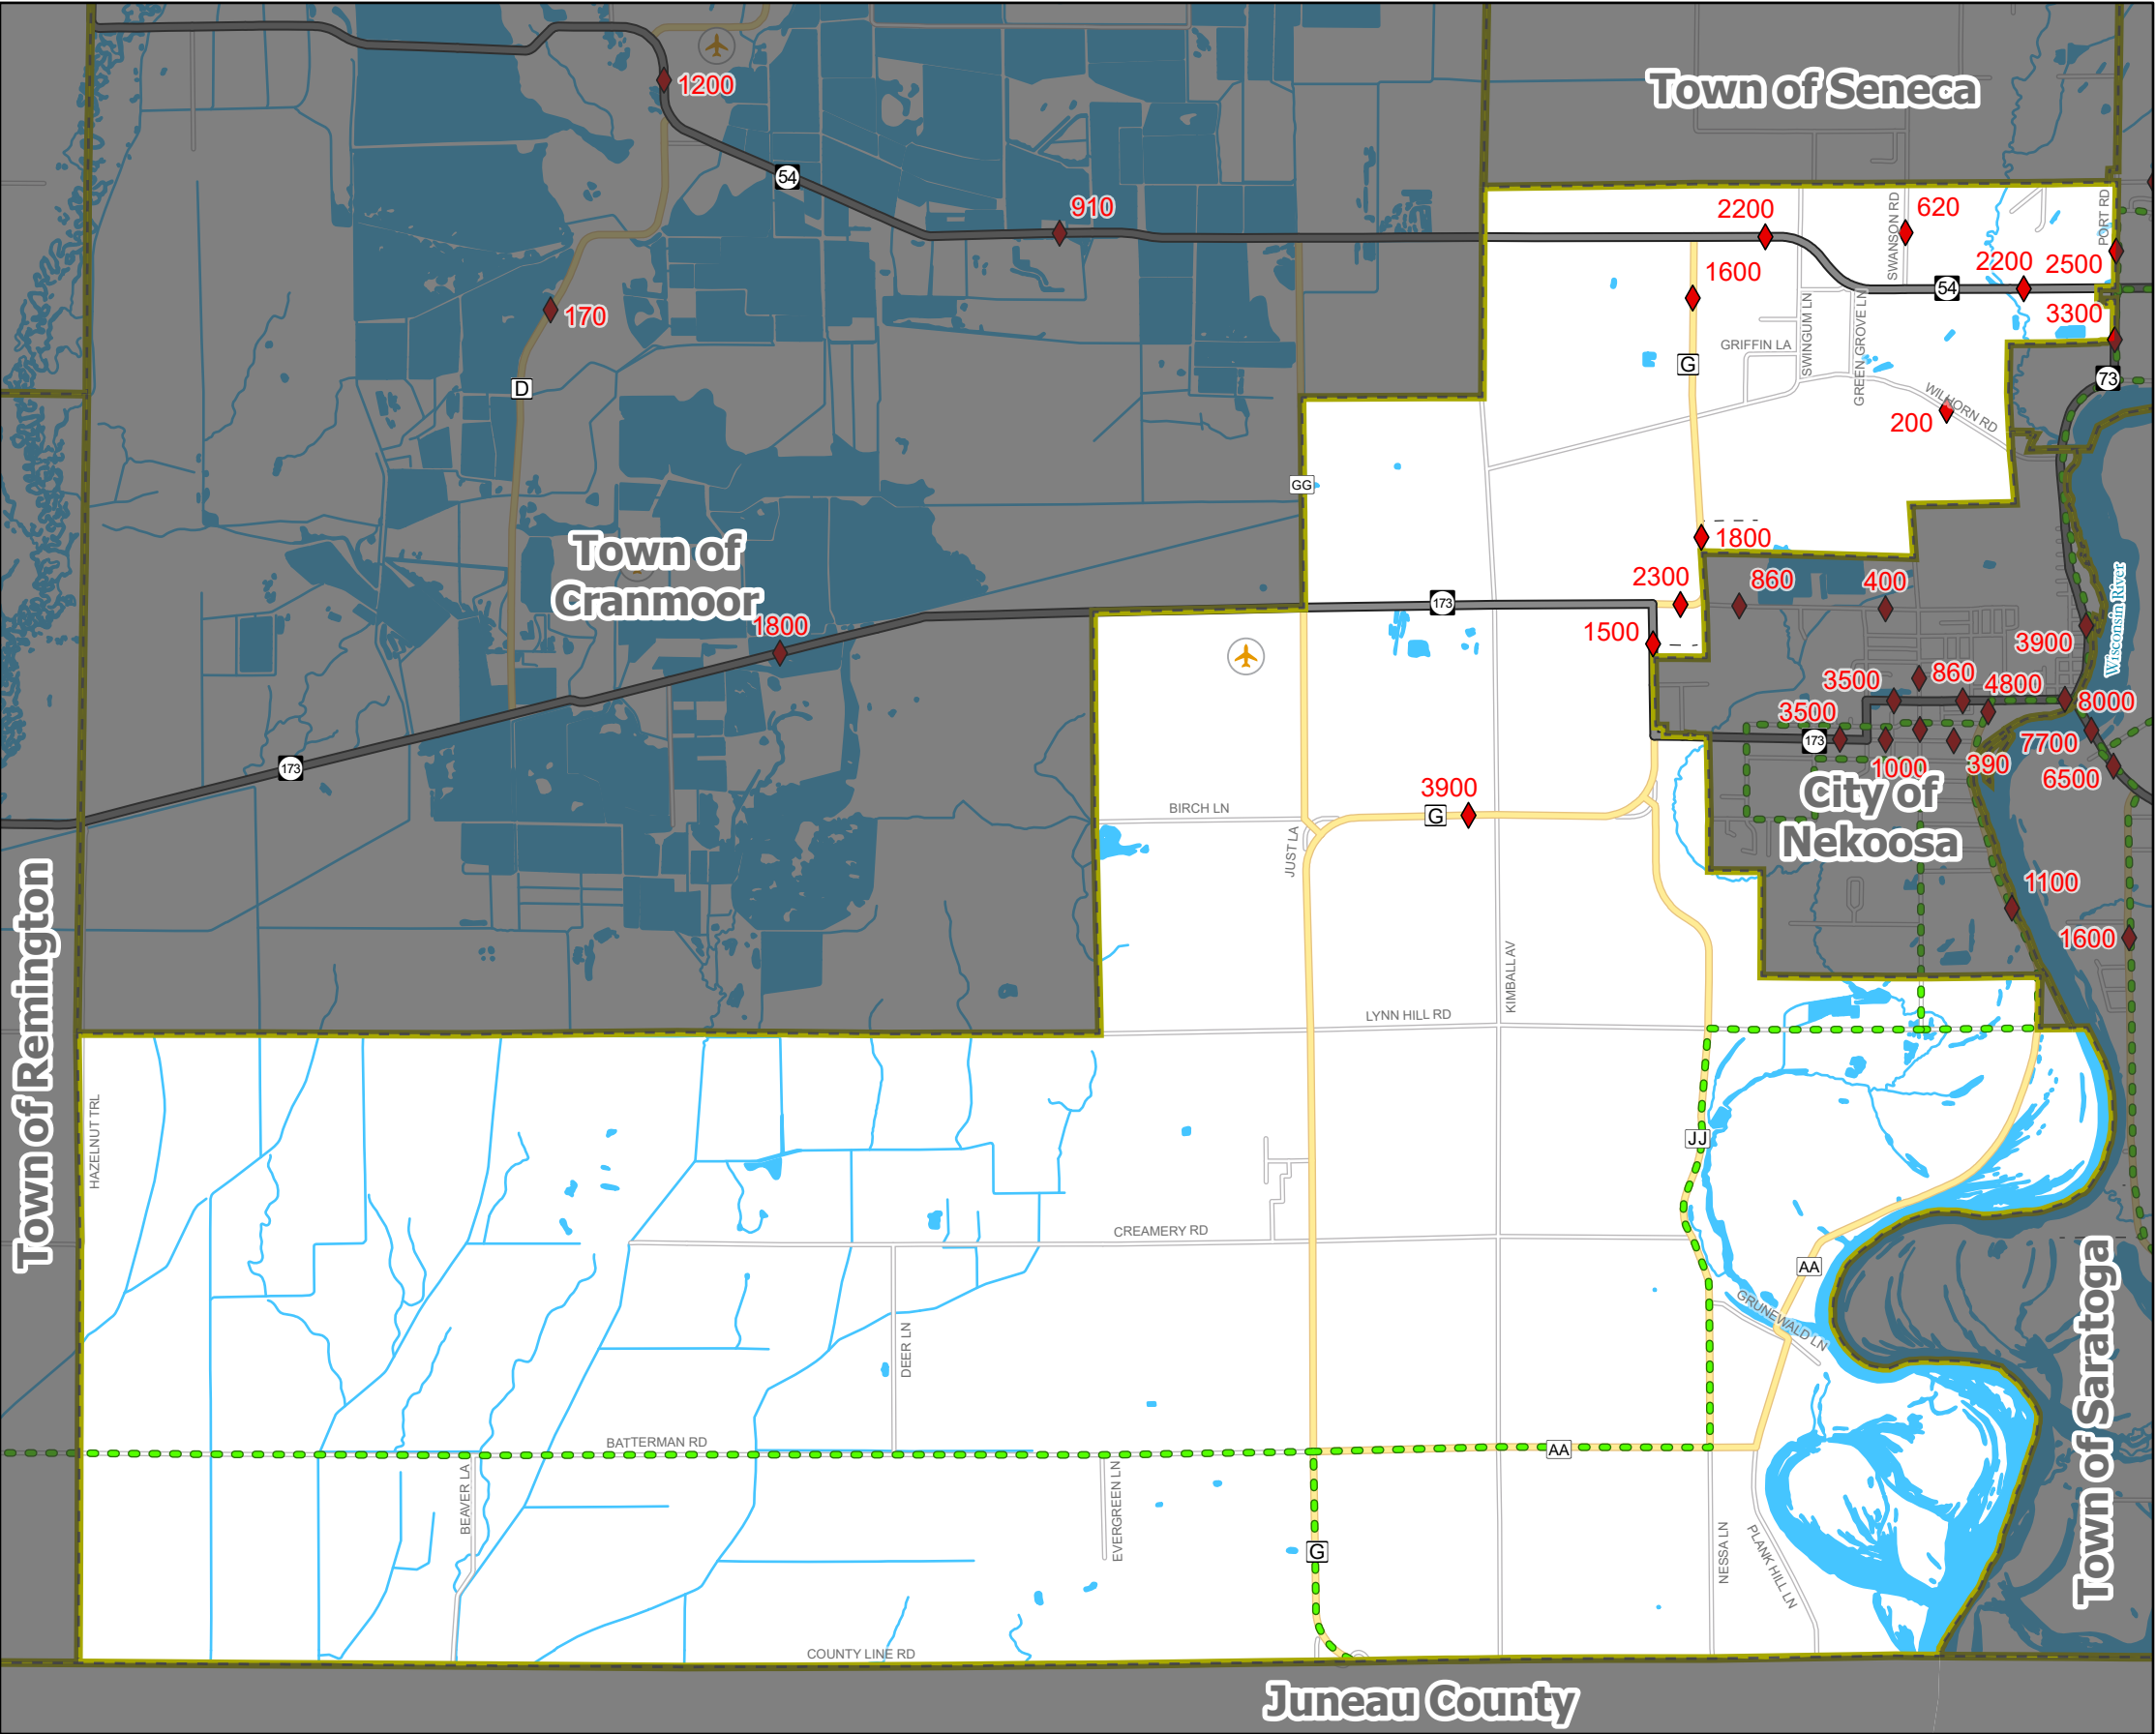 Town of Seneca
1200
54
910
2200
620
PORT RD
SWANSON RD
1600
2200
2500
54
170
3300
SWINGUM LN
GREEN GROVE LN
GRIFFIN LA
G
73
D
WILHORN RD
200
GG
Town of
Cranmoor
1800
1800
173
2300
860
400
1500
3900
Wisconsin River
860
3500
4800
8000
3500
173
7700
1000
390
6500
173
City of
Nekoosa
3900
G
BIRCH LN
JUST LA
1100
1600
KIMBALL AV
LYNN HILL RD
Town of Remington
HAZELNUT TRL
JJ
CREAMERY RD
AA
GRUNEWALD LN
DEER LN
Town of Saratoga
BATTERMAN RD
AA
BEAVER LA
EVERGREEN LN
G
NESSA LN
PLANK HILL LN
COUNTY LINE RD
Juneau County